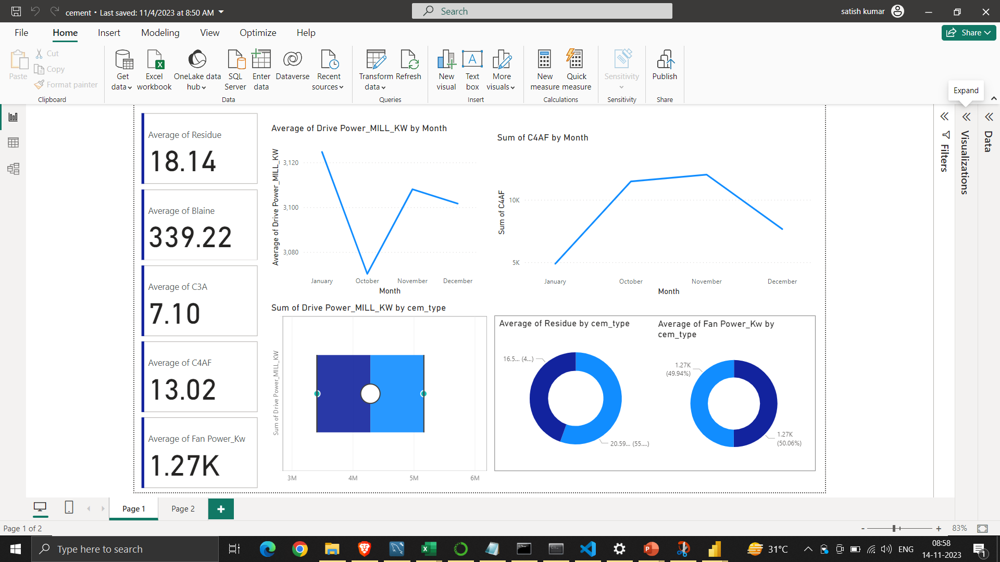 cement • Last saved: 11/4/2023 at 8:50 AM
Search
satish kumar
File
Home
Insert
Modeling
View
Optimize
Help
Share
Paste
Cut
Copy
Format painter
Clipboard
Get data
Excel workbook
OneLake data hub
SQL Server
Enter data
Dataverse
Recent sources
Data
Transform data
Refresh
Queries
New visual
Text box
More visuals
Insert
New measure
Quick measure
Calculations
Sensitivity
Sensitivity
Publish
Share
Expand
Filters
Visualizations
Data
Average of Residue
18.14
Average of Blaine
339.22
Average of C3A
7.10
Average of C4AF
13.02
Average of Fan Power_Kw
1.27K
Average of Drive Power_MILL_KW by Month
Average of Drive Power_MILL_KW
3,120
3,100
3,080
January
October
November
December
Month
Sum of C4AF by Month
Sum of C4AF
10K
5K
January
October
November
December
Month
Sum of Drive Power_MILL_KW by cem_type
Sum of Drive Power_MILL_KW
3M
4M
5M
6M
Average of Residue by cem_type
16.5... (4...)
20.59... (55....)
Average of Fan Power_Kw by
cem_type
1.27K
(49.94%)
1.27K
(50.06%)
Page 1
Page 2
Page 1 of 2
83%
Type here to search
31°C
ENG
08:58
14-11-2023
1